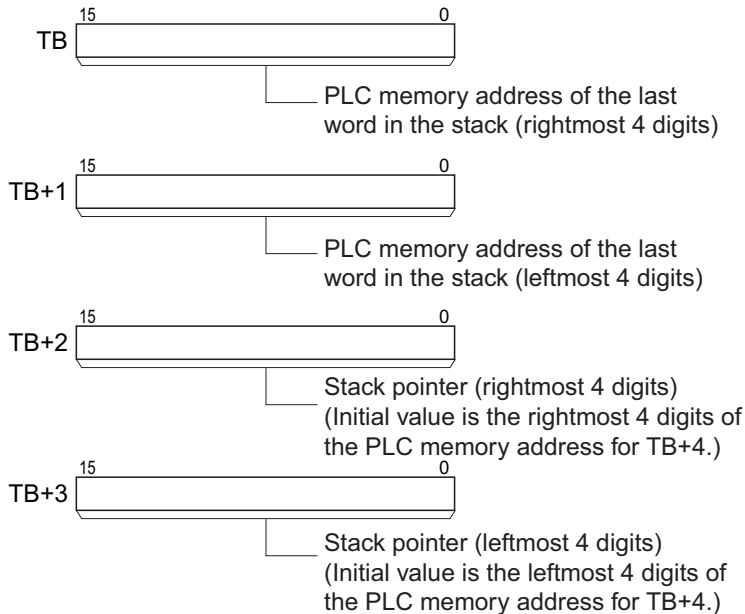 15 0
TB
PLC memory address of the last
word in the stack (rightmost 4 digits)
15 0
TB+1
PLC memory address of the last
word in the stack (leftmost 4 digits)
15 0
TB+2
Stack pointer (rightmost 4 digits)
(Initial value is the rightmost 4 digits of
the PLC memory address for TB+4.)
15 0
TB+3
Stack pointer (leftmost 4 digits)
(Initial value is the leftmost 4 digits of
the PLC memory address for TB+4.)